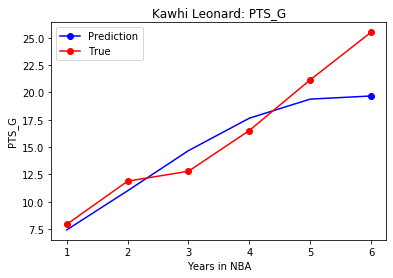 Kawhi Leonard: PTS_G
Prediction
True
PTS_G
25.0
22.5
20.0
17.5
15.0
12.5
10.0
7.5
1 2 3 4 5 6
Years in NBA